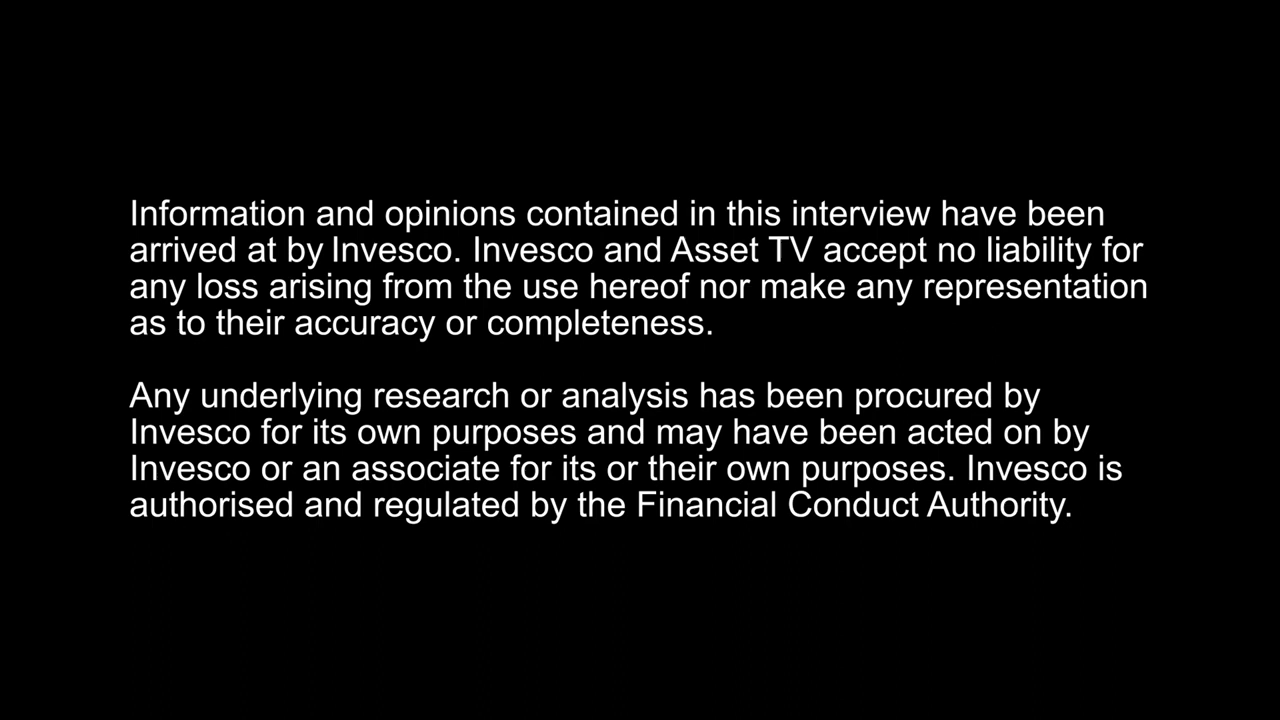 Information and opinions contained in this interview have been
arrived at by Invesco. Invesco and Asset TV accept no liability for
any loss arising from the use hereof nor make any representation
as to their accuracy or completeness.
Any underlying research or analysis has been procured by
Invesco for its own purposes and may have been acted on by
Invesco or an associate for its or their own purposes. Invesco is
authorised and regulated by the Financial Conduct Authority.